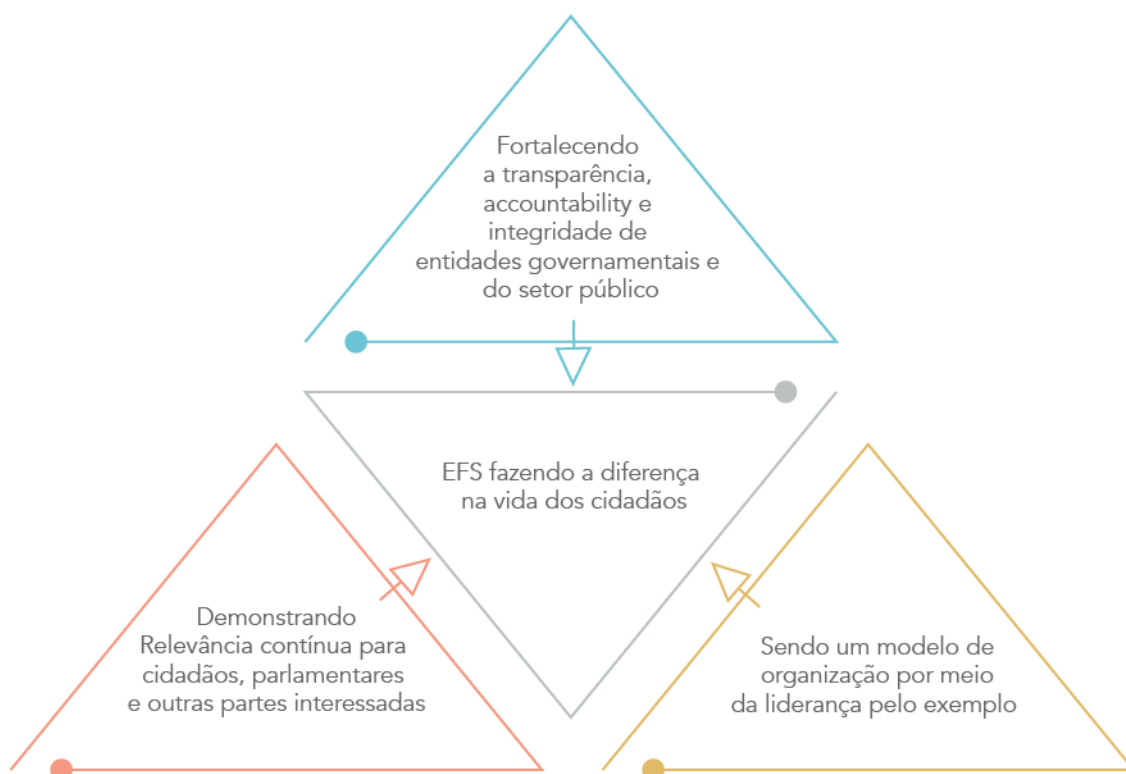 Fortalecendo
a transparência,
accountability e
integridade de
entidades governamentais e
do setor público
EFS fazendo a diferença
na vida dos cidadãos
Demonstrando
Relevância contínua para
cidadãos, parlamentares
e outras partes interessadas
Sendo um modelo de
organização por meio
da liderança pelo exemplo